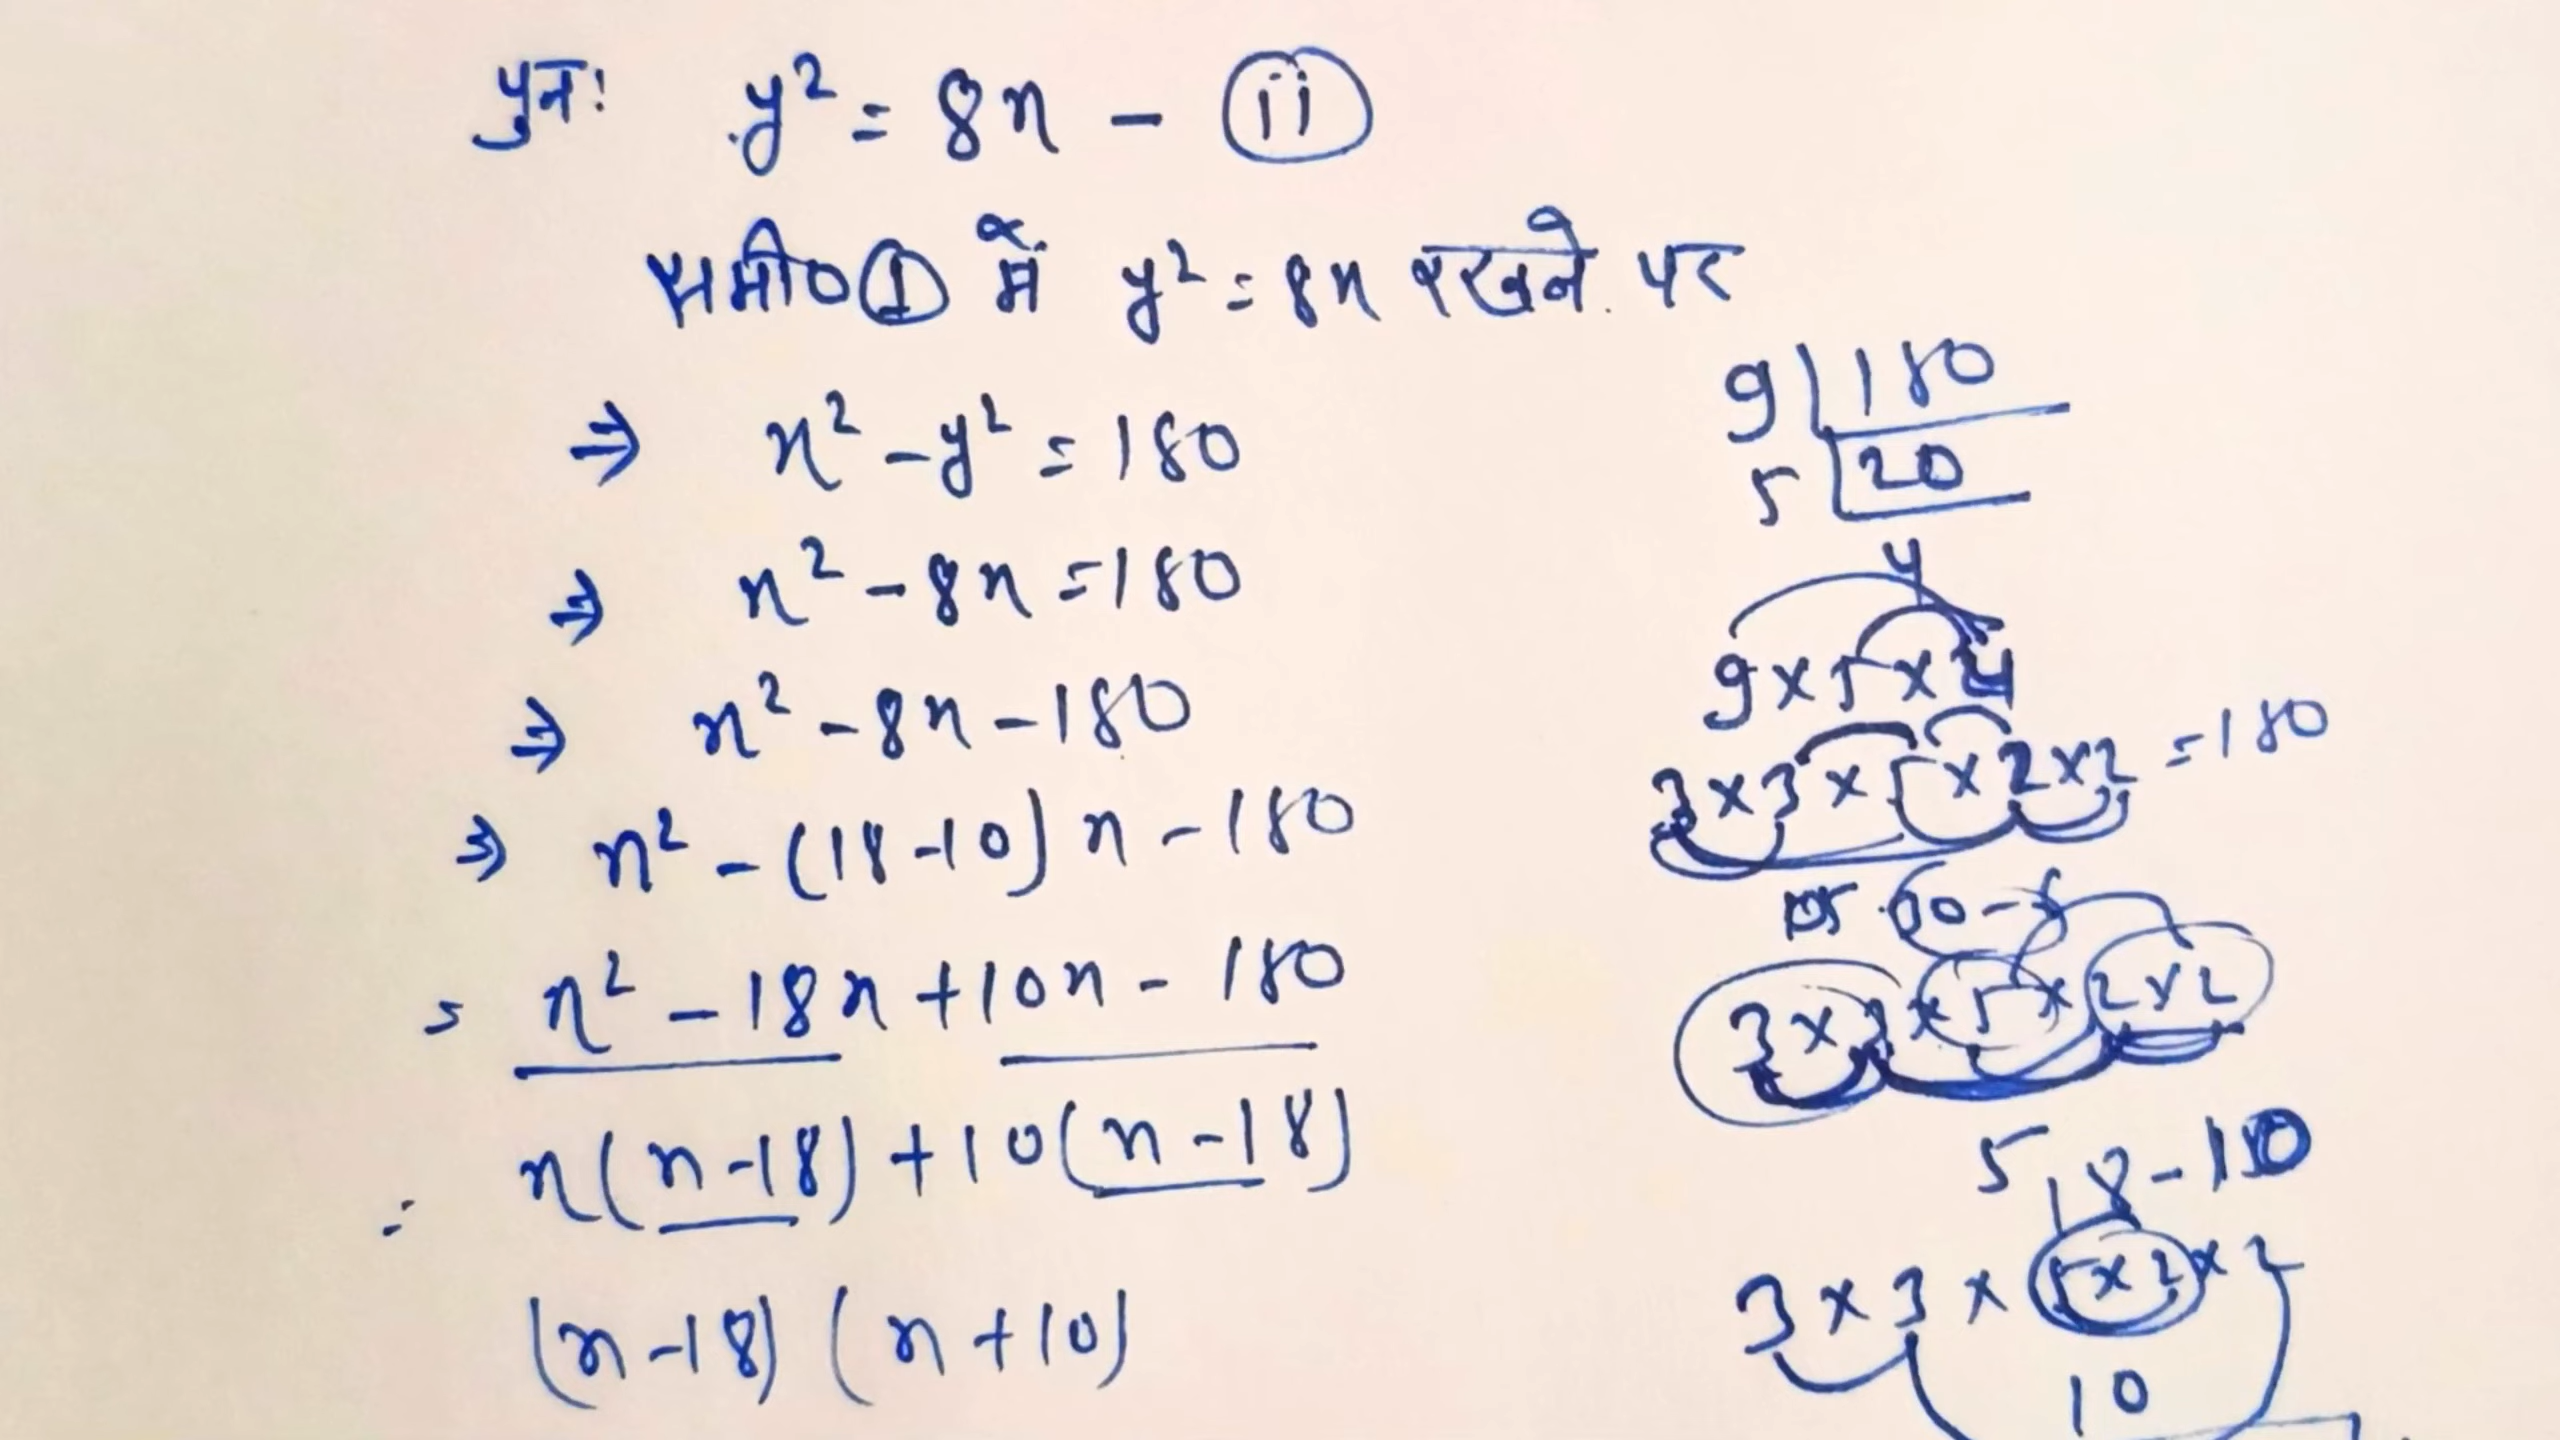 पुनः y² = 8x - (ii)
समी० (I) में y² = 8x रखने पर
⇒ x² - y² = 180
⇒ x² - 8x = 180
⇒ x² - 8x - 180
⇒ x² - (18-10) x - 180
= x² - 18x + 10x - 180
= x(x-18) + 10(x-18)
(x-18) (x+10)
9 | 180
5 | 20
4
9 x 5 x 4
3 x 3 x 5 x 2 x 2 = 180
3 x 3 x 5 x 2 x 2
5 18-10
3 x 3 x 5 x 2 x 2
10